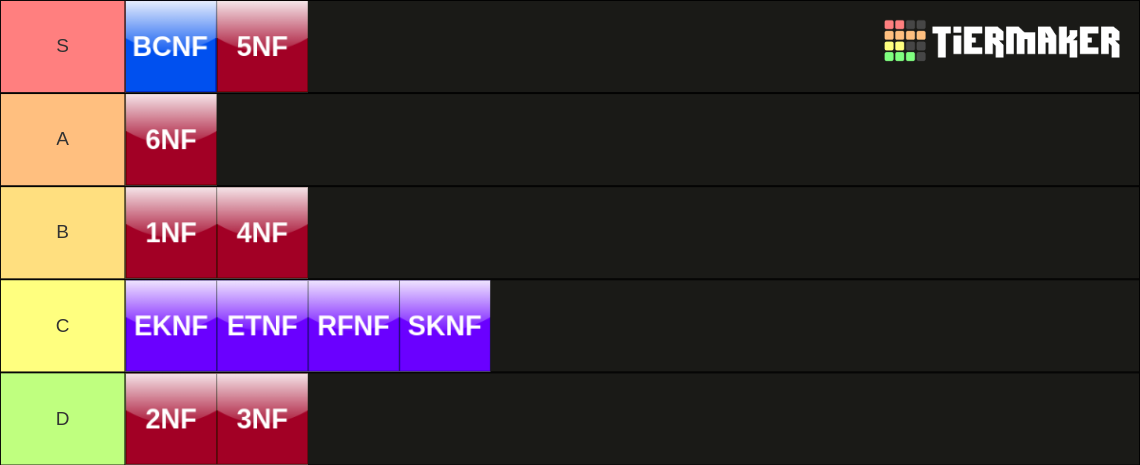 S BCNF 5NF TiERMAKER
A 6NF
B 1NF 4NF
C EKNF ETNF RFNF SKNF
D 2NF 3NF